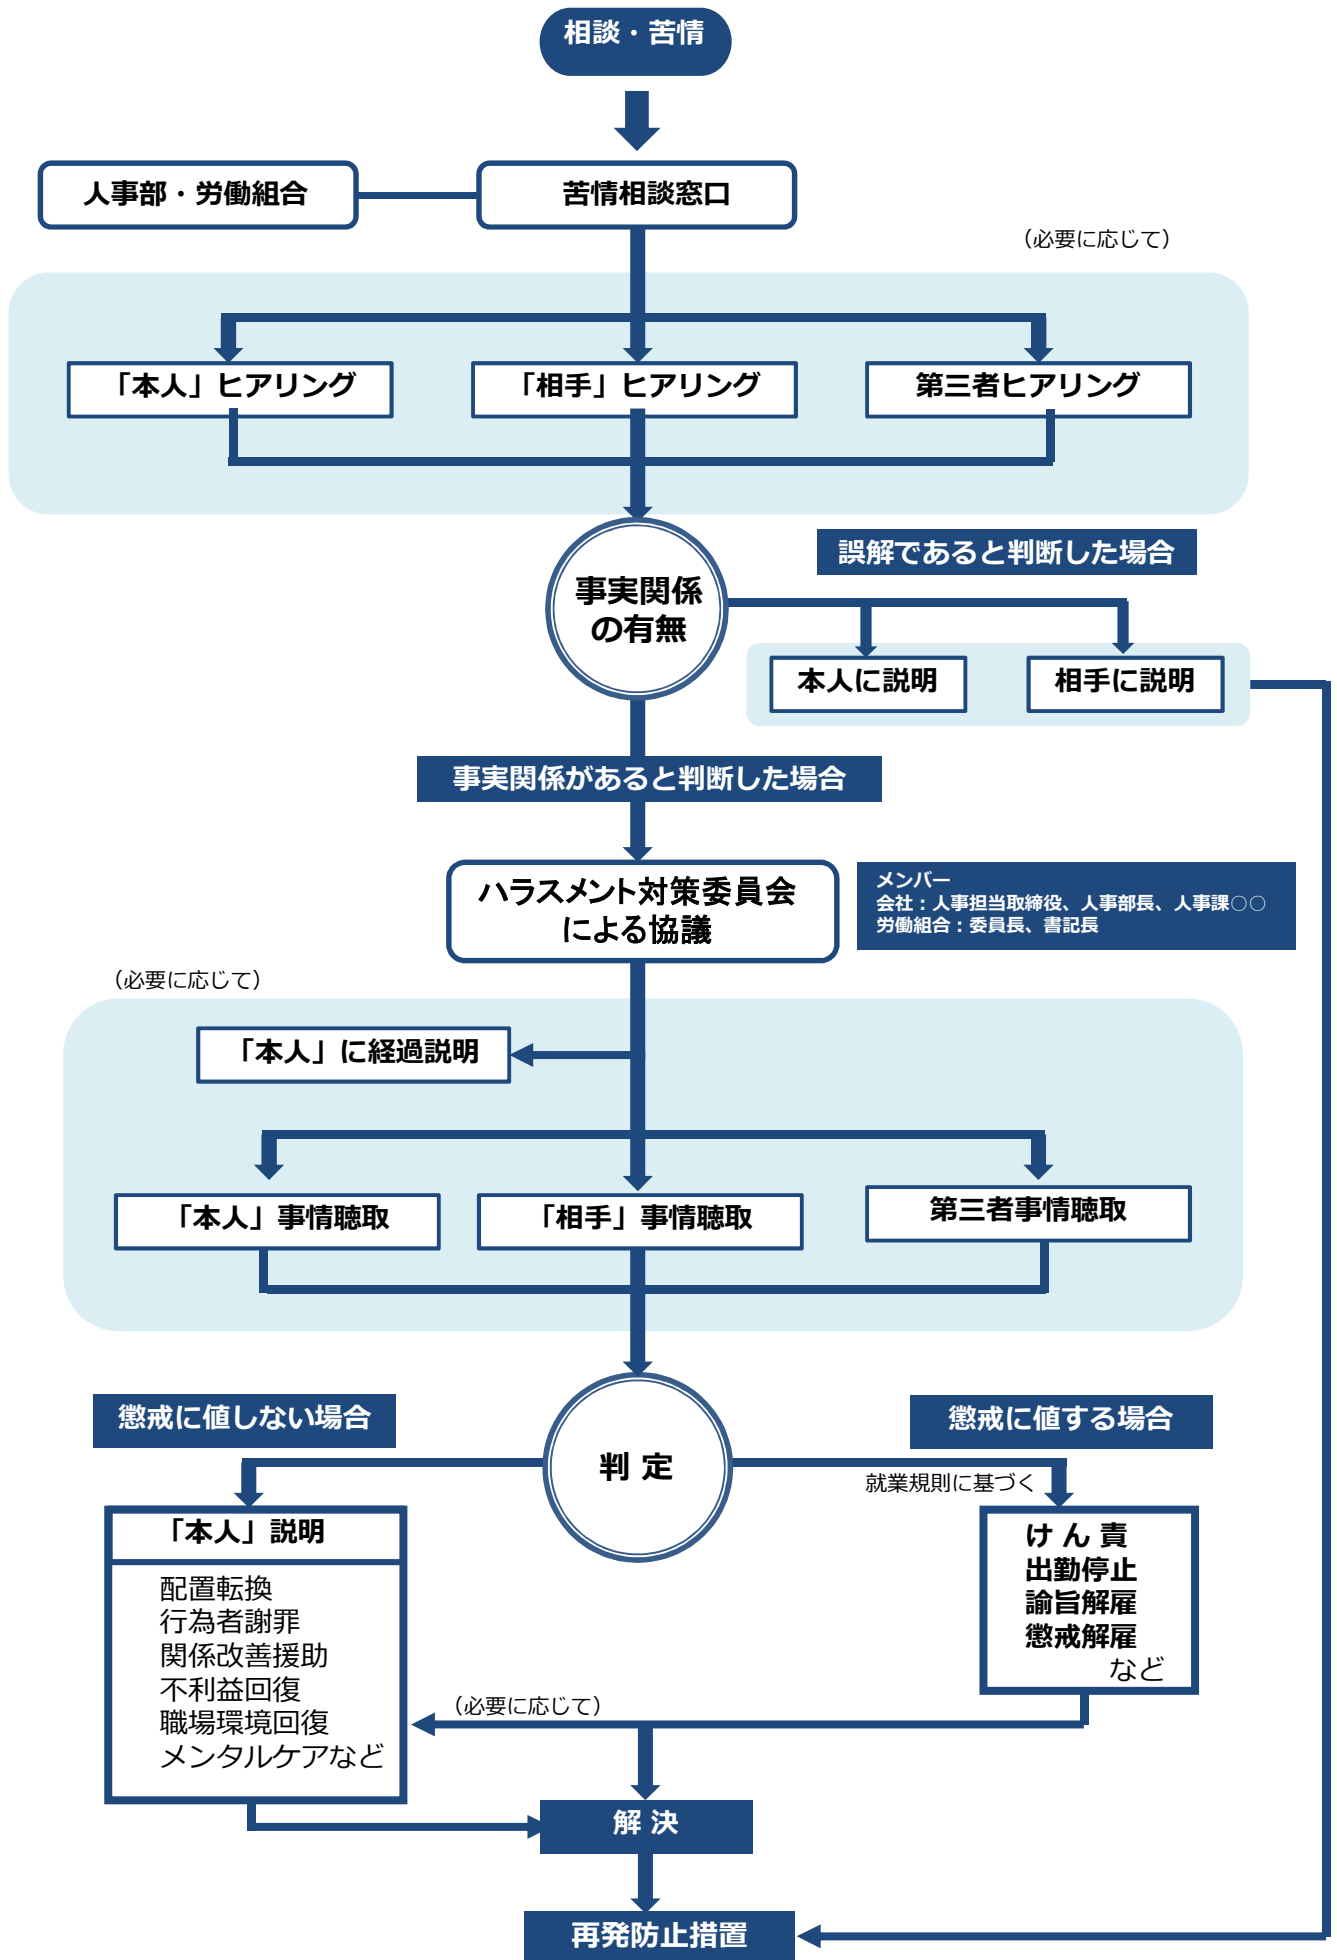 相談・苦情
人事部・労働組合
苦情相談窓口
（必要に応じて）
「本人」ヒアリング
「相手」ヒアリング
第三者ヒアリング
誤解であると判断した場合
事実関係
の有無
本人に説明
相手に説明
事実関係があると判断した場合
ハラスメント対策委員会
による協議
メンバー
会社：人事担当取締役、人事部長、人事課○○
労働組合：委員長、書記長
（必要に応じて）
「本人」に経過説明
「本人」事情聴取
「相手」事情聴取
第三者事情聴取
懲戒に値しない場合
懲戒に値する場合
判 定
就業規則に基づく
「本人」説明
配置転換
行為者謝罪
関係改善援助
不利益回復
職場環境回復
メンタルケアなど
け ん 責
出勤停止
諭旨解雇
懲戒解雇
など
（必要に応じて）
解 決
再発防止措置